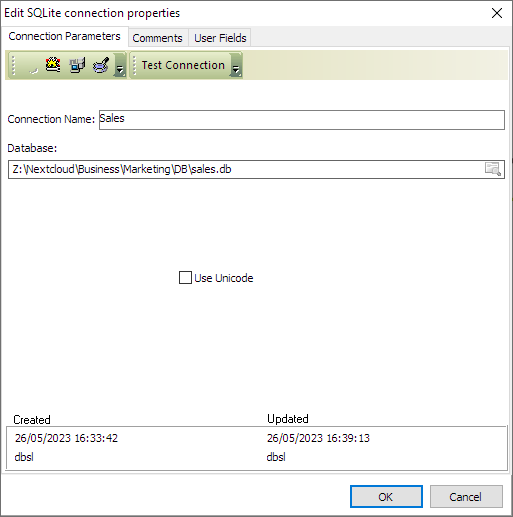 Edit SQLite connection properties
Connection Parameters Comments User Fields
Test Connection
Connection Name: Sales
Database:
Z:\Nextcloud\Business\Marketing\DB\sales.db
Use Unicode
Created Updated
26/05/2023 16:33:42 26/05/2023 16:39:13
dbsl dbsl
OK Cancel